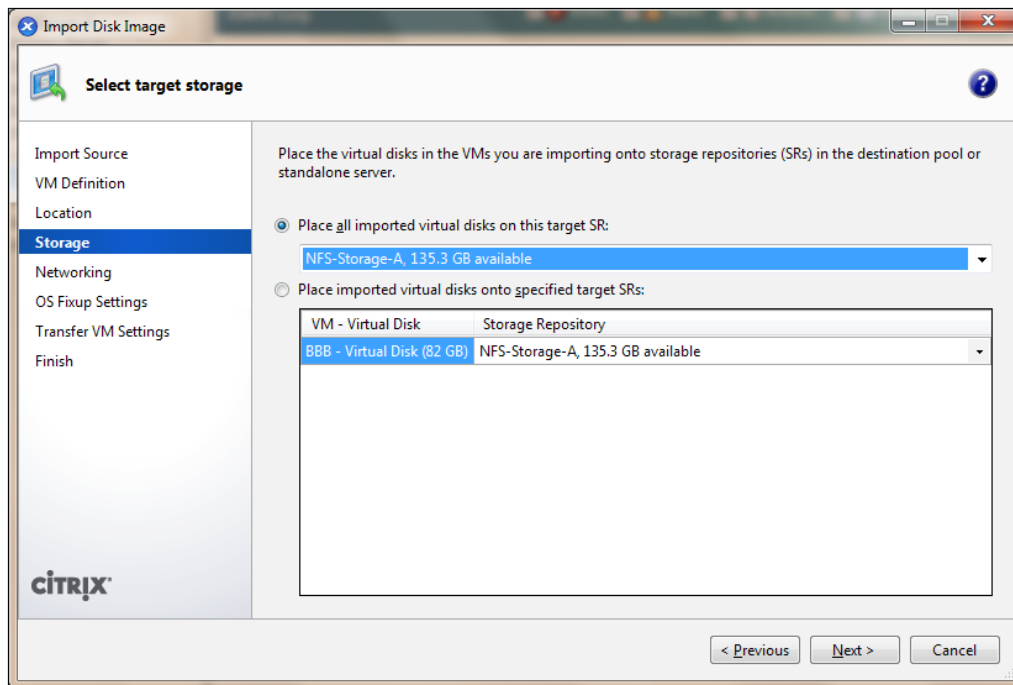 Import Disk Image
Select target storage
Import Source
VM Definition
Location
Storage
Networking
OS Fixup Settings
Transfer VM Settings
Finish
CITRIX
Place the virtual disks in the VMs you are importing onto storage repositories (SRs) in the destination pool or
standalone server.
Place all imported virtual disks on this target SR:
NFS-Storage-A, 135.3 GB available
Place imported virtual disks onto specified target SRs:
VM - Virtual Disk Storage Repository
BBB - Virtual Disk (82 GB) NFS-Storage-A, 135.3 GB available
< Previous Next > Cancel